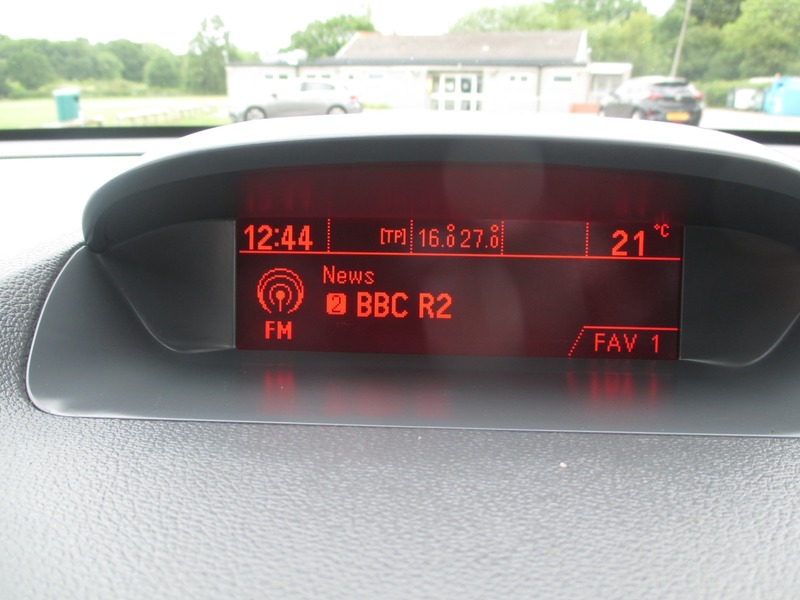 12:44 [TP] 16.0° 27.0° 21°C
News
2 BBC R2
FM
FAV 1